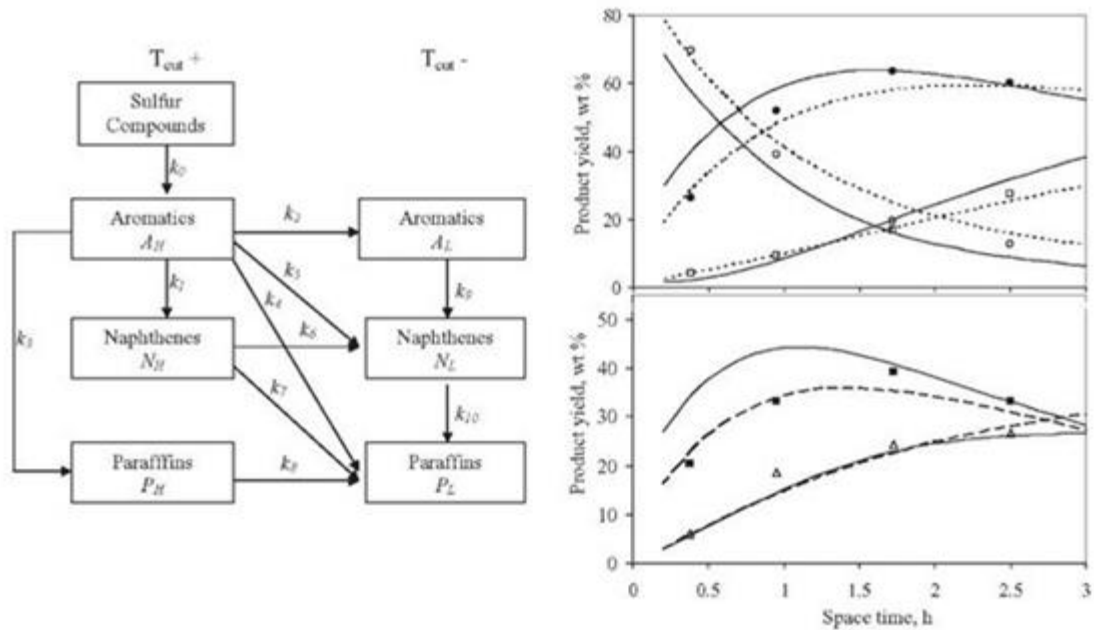 T_cut +
T_cut -
Sulfur
Compounds
k_0
Aromatics
A_H
k_2
Aromatics
A_L
k_1
k_5
k_4
k_9
k_3
Naphthenes
N_H
k_6
Naphthenes
N_L
k_7
k_10
Parafffins
P_H
k_8
Paraffins
P_L
Product yield, wt %
80
60
40
20
0
Product yield, wt %
50
40
30
20
10
0
0 0.5 1 1.5 2 2.5 3
Space time, h